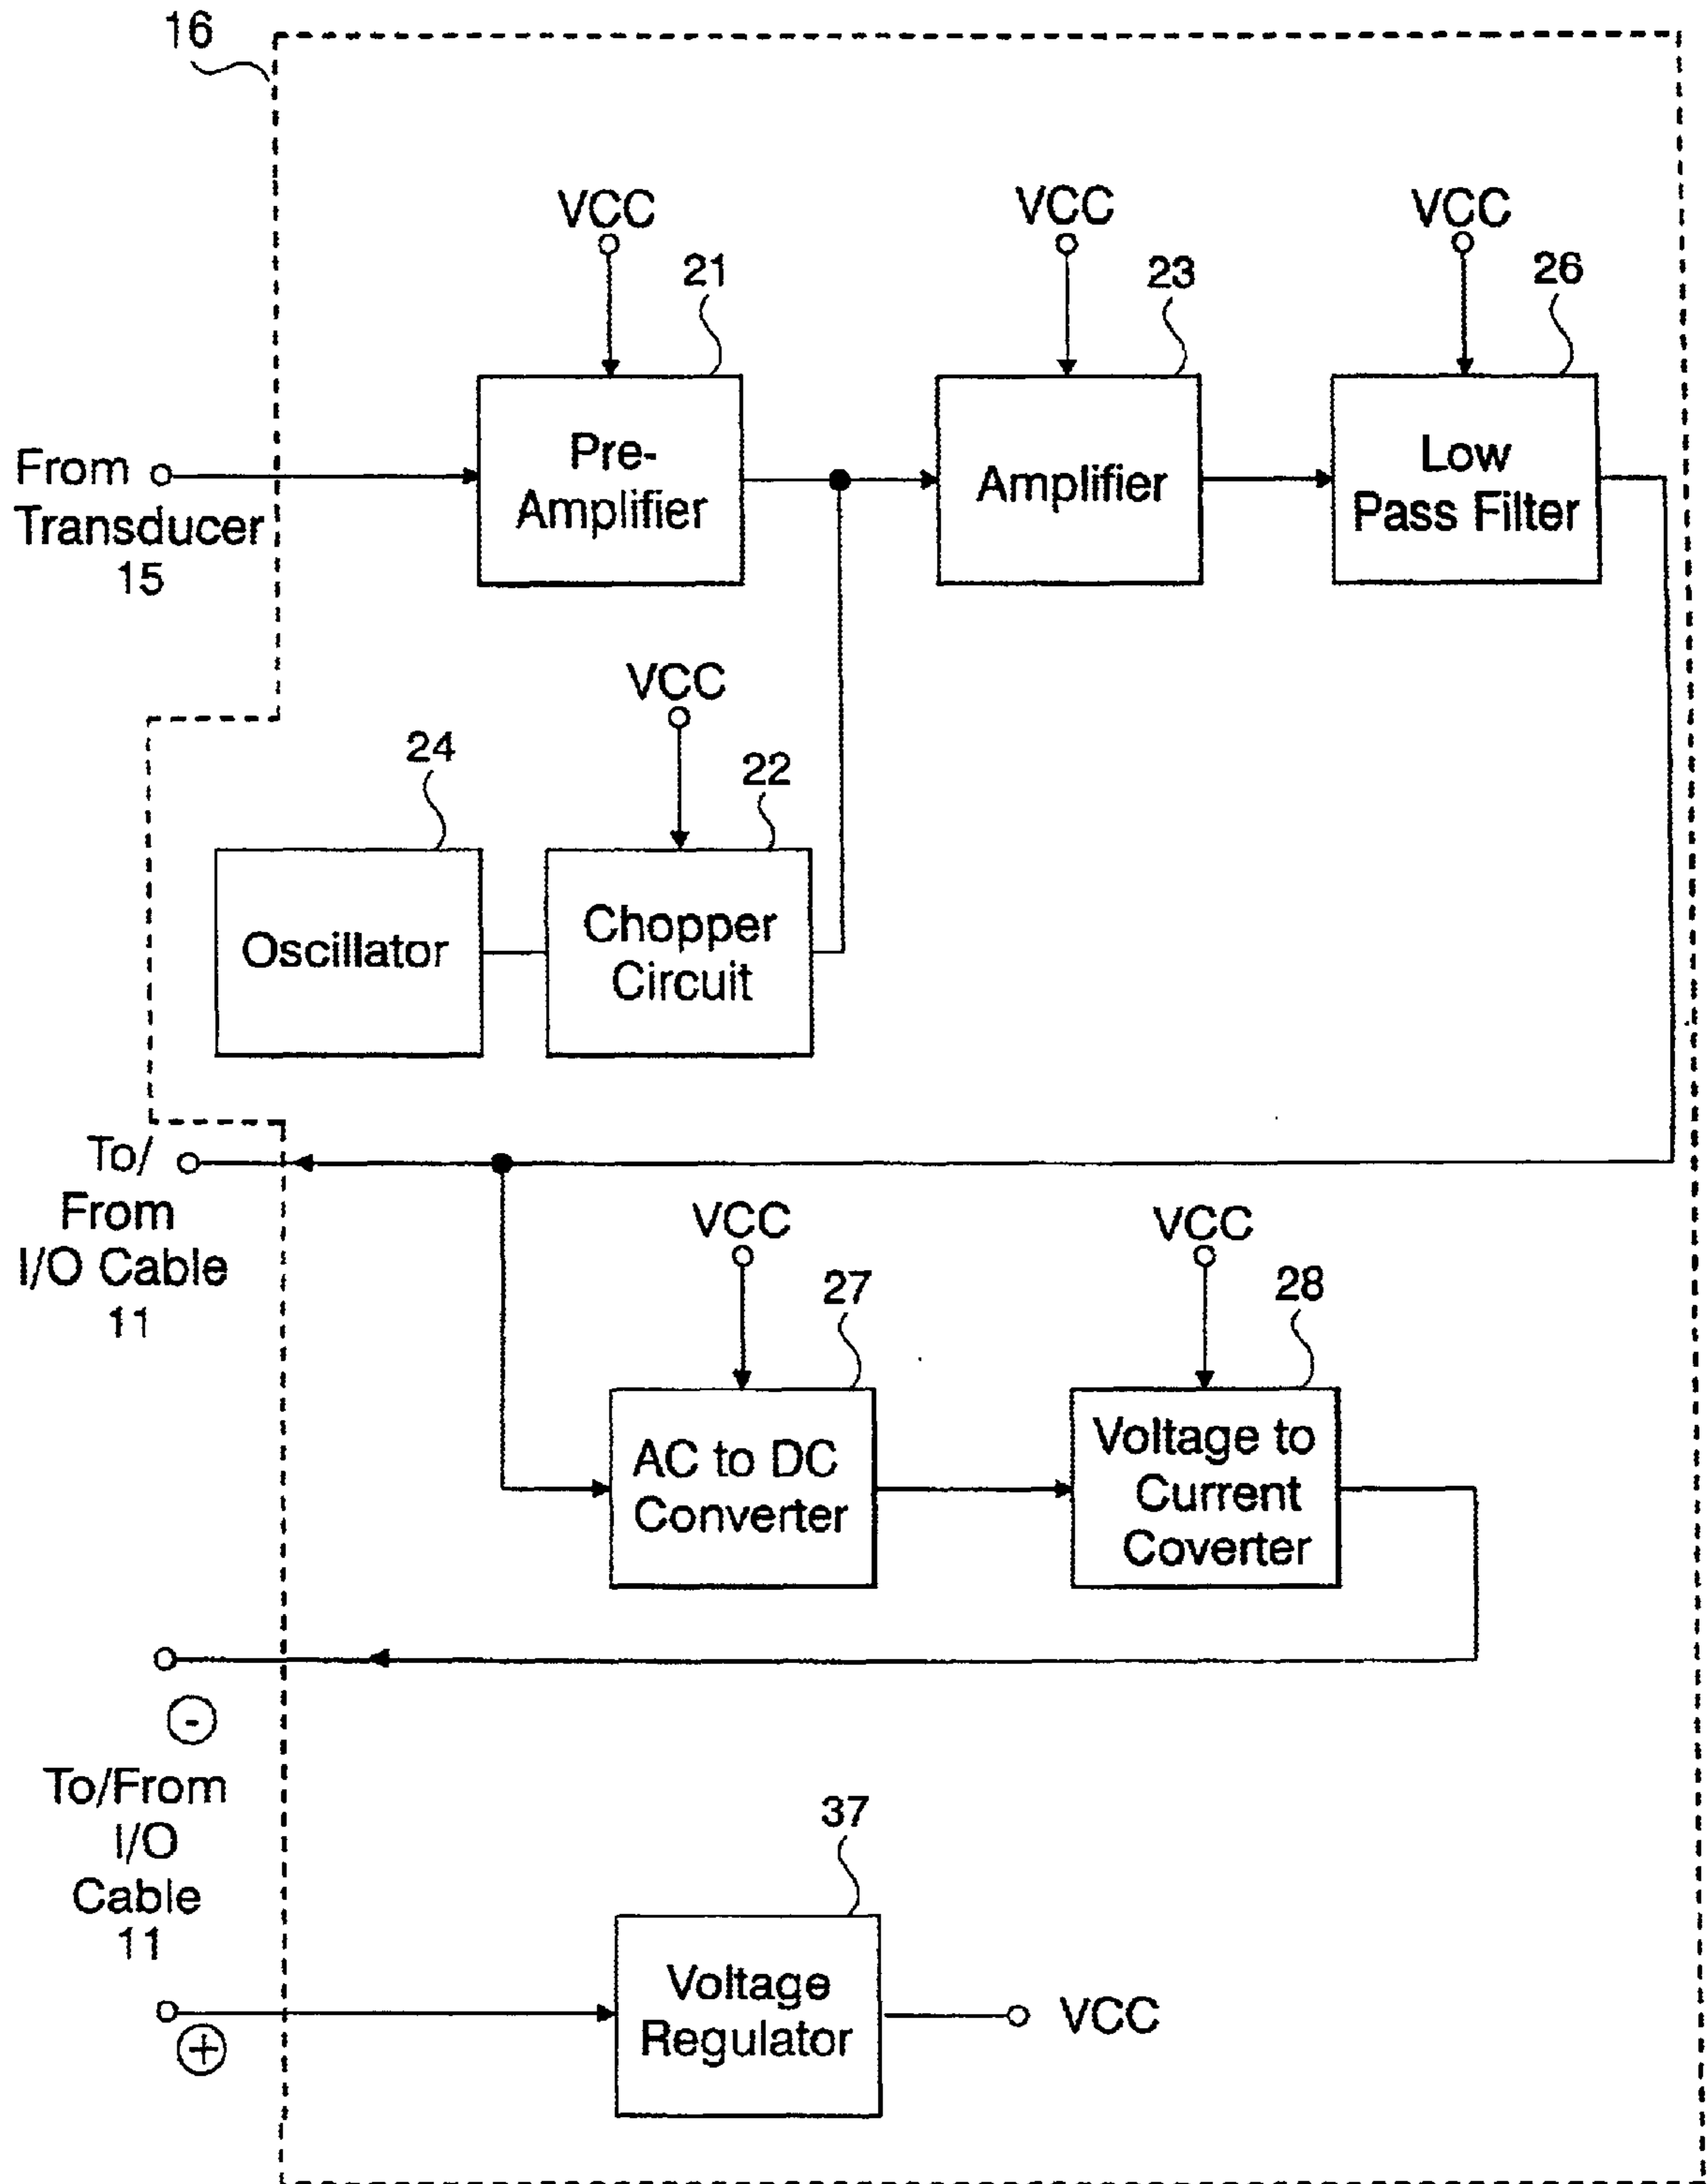 16
VCC
VCC
VCC
21
23
26
From
Transducer
15
Pre-
Amplifier
Amplifier
Low
Pass Filter
VCC
24
22
Oscillator
Chopper
Circuit
To/
From
I/O Cable
11
VCC
VCC
27
28
AC to DC
Converter
Voltage to
Current
Coverter
-
To/From
I/O
Cable
11
+
37
Voltage
Regulator
VCC